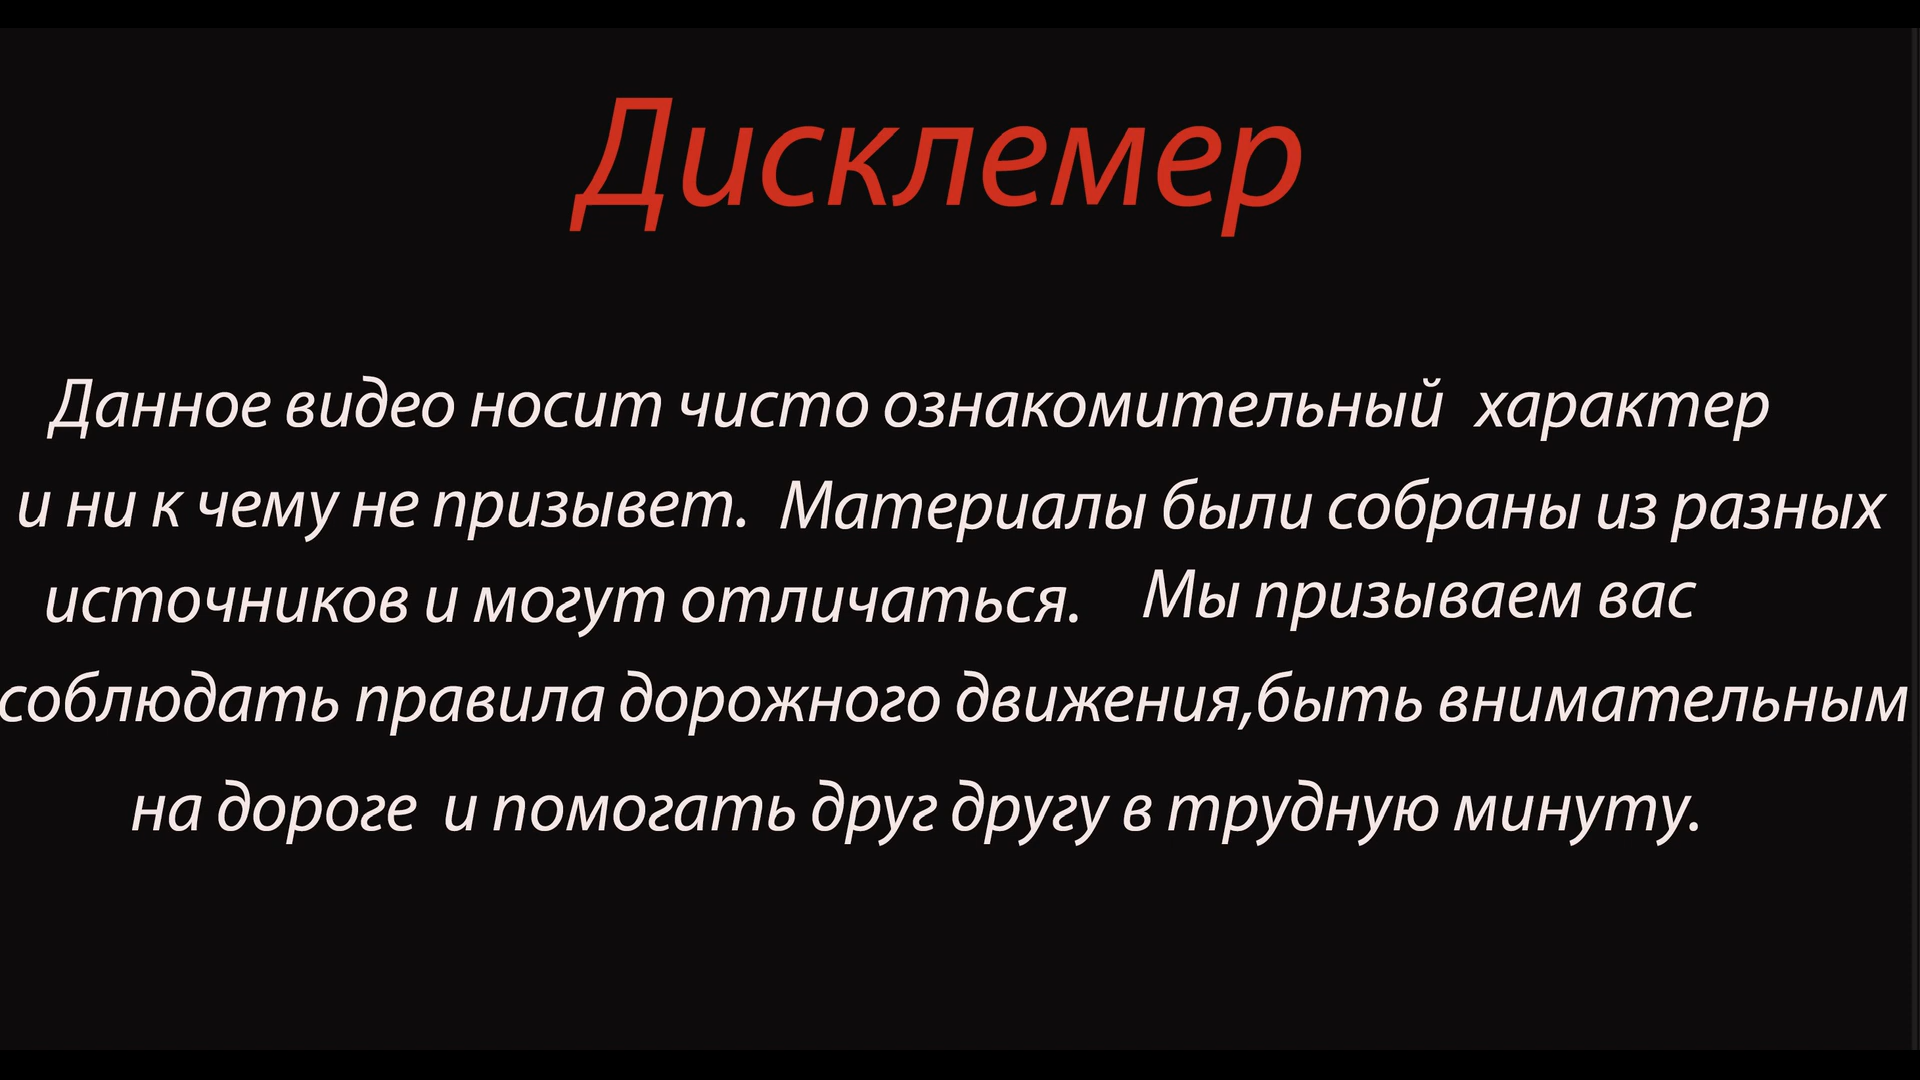 Дисклемер
Данное видео носит чисто ознакомительный характер
и ни к чему не призывет. Материалы были собраны из разных
источников и могут отличаться. Мы призываем вас
соблюдать правила дорожного движения,быть внимательным
на дороге и помогать друг другу в трудную минуту.